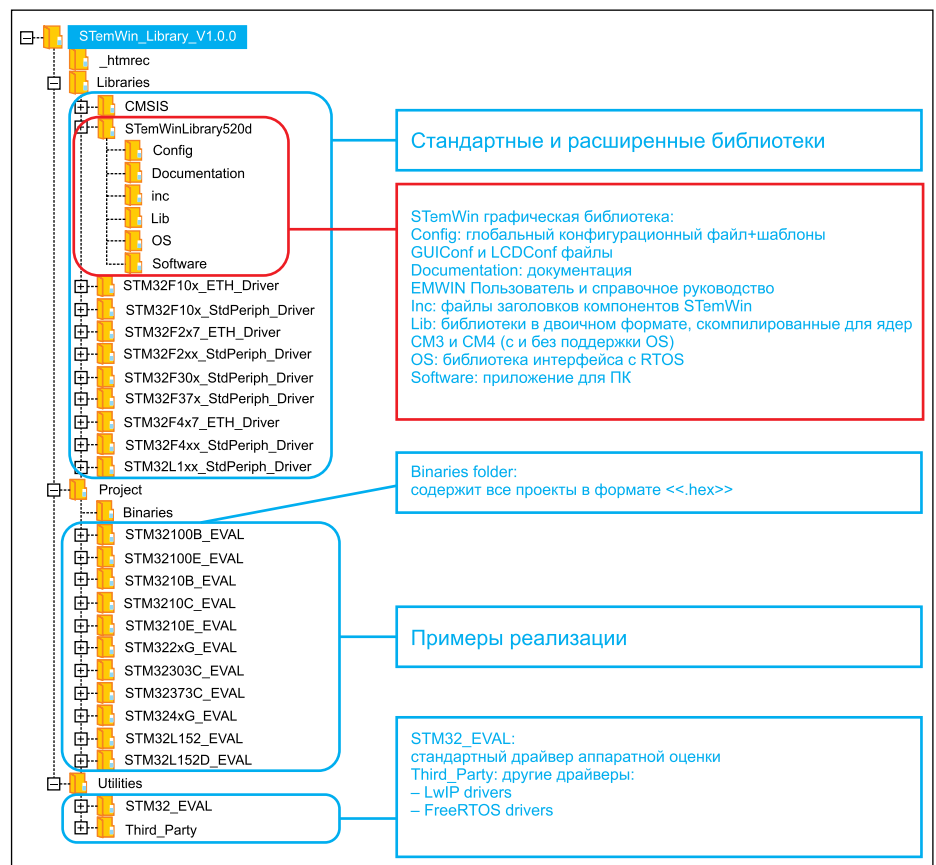 STemWin_Library_V1.0.0
_htmrec
Libraries
CMSIS
STemWinLibrary520d
Config
Documentation
inc
Lib
OS
Software
STM32F10x_ETH_Driver
STM32F10x_StdPeriph_Driver
STM32F2x7_ETH_Driver
STM32F2xx_StdPeriph_Driver
STM32F30x_StdPeriph_Driver
STM32F37x_StdPeriph_Driver
STM32F4x7_ETH_Driver
STM32F4xx_StdPeriph_Driver
STM32L1xx_StdPeriph_Driver
Project
Binaries
STM32100B_EVAL
STM32100E_EVAL
STM3210B_EVAL
STM3210C_EVAL
STM3210E_EVAL
STM322xG_EVAL
STM32303C_EVAL
STM32373C_EVAL
STM324xG_EVAL
STM32L152_EVAL
STM32L152D_EVAL
Utilities
STM32_EVAL
Third_Party
Стандартные и расширенные библиотеки
STemWin графическая библиотека:
Config: глобальный конфигурационный файл+шаблоны
GUIConf и LCDConf файлы
Documentation: документация
EMWIN Пользователь и справочное руководство
Inc: файлы заголовков компонентов STemWin
Lib: библиотеки в двоичном формате, скомпилированные для ядер
CM3 и CM4 (с и без поддержки OS)
OS: библиотека интерфейса с RTOS
Software: приложение для ПК
Binaries folder:
содержит все проекты в формате <<.hex>>
Примеры реализации
STM32_EVAL:
стандартный драйвер аппаратной оценки
Third_Party: другие драйверы:
– LwIP drivers
– FreeRTOS drivers